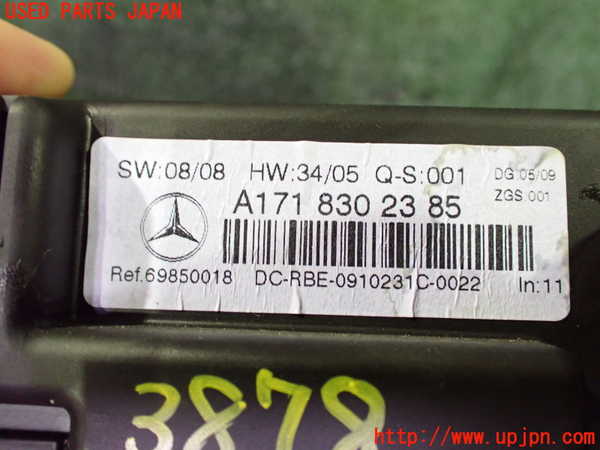 USED PARTS JAPAN
SW:08/08 HW:34/05 Q-S:001 DG:05/09
A171 830 23 85 ZGS:001
Ref.69850018 DC-RBE-0910231C-0022 In:11
3878
http://www.upjpn.com/